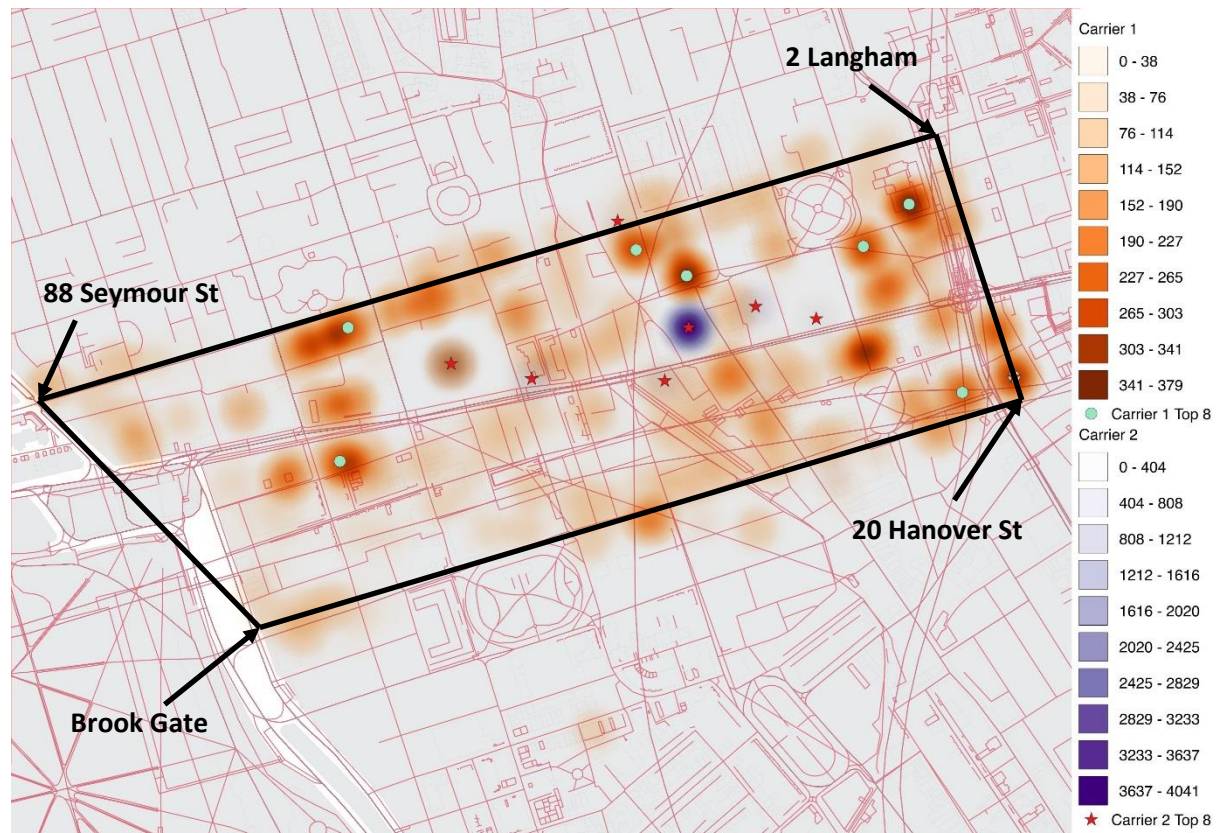 2 Langham
88 Seymour St
20 Hanover St
Brook Gate
Carrier 1
0 - 38
38 - 76
76 - 114
114 - 152
152 - 190
190 - 227
227 - 265
265 - 303
303 - 341
341 - 379
Carrier 1 Top 8
Carrier 2
0 - 404
404 - 808
808 - 1212
1212 - 1616
1616 - 2020
2020 - 2425
2425 - 2829
2829 - 3233
3233 - 3637
3637 - 4041
Carrier 2 Top 8